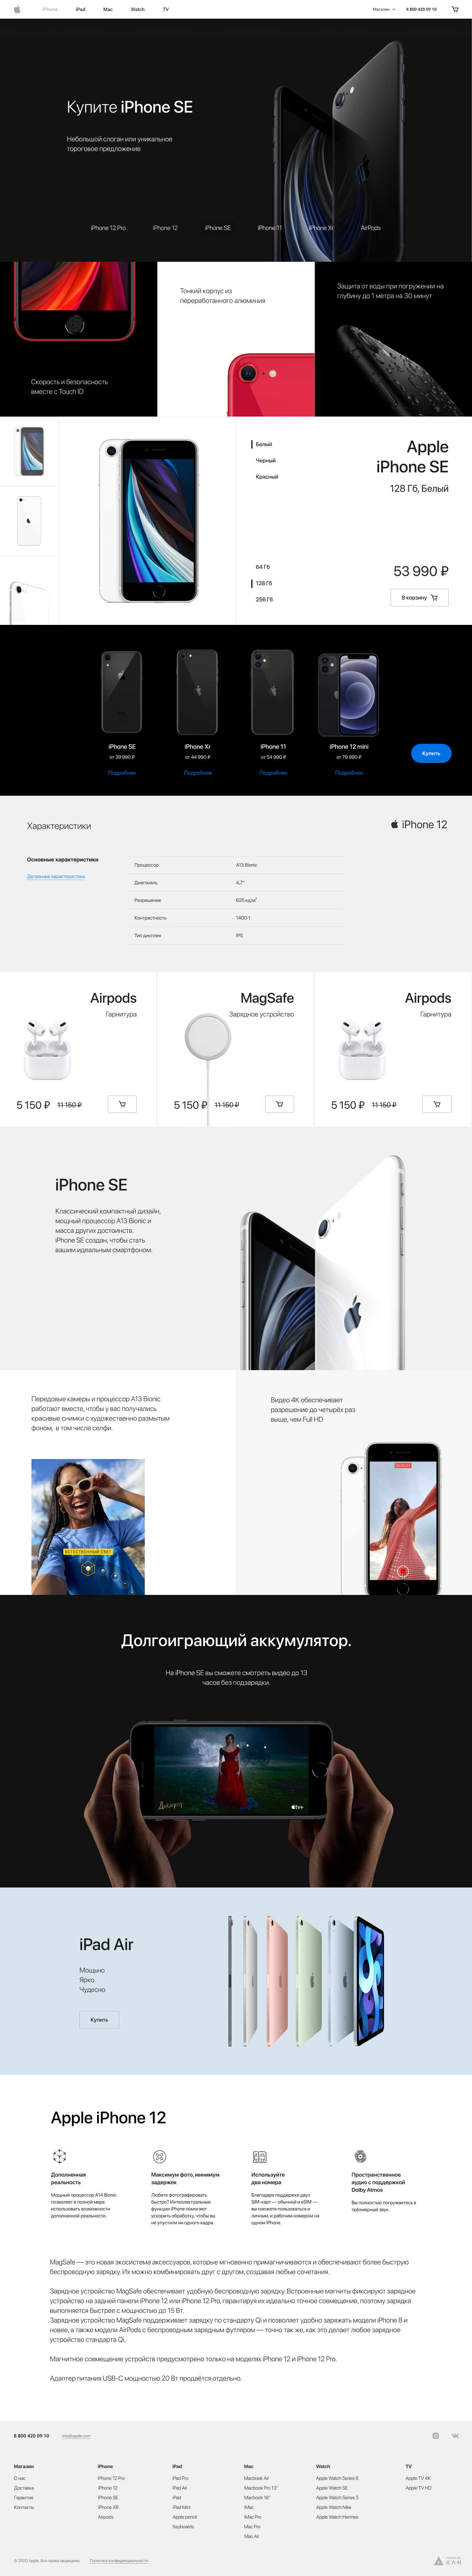 iPhone iPad Mac Watch TV Магазин 8 800 420 09 10
Купите iPhone SE
Небольшой слоган или уникальное
тороговое предложение
iPhone 12 Pro iPhone 12 iPhone SE iPhone 11 iPhone Xr AirPods
Скорость и безопасность
вместе с Touch ID
Тонкий корпус из
переработанного алюминия
Защита от воды при погружении на
глубину до 1 метра на 30 минут
Белый
Черный
Красный
Apple
iPhone SE
128 Гб, Белый
64 Гб
128 Гб
256 Гб
53 990 ₽
В корзину
iPhone SE
от 39 990 ₽
Подробнее
iPhone Xr
от 44 990 ₽
Подробнее
iPhone 11
от 54 990 ₽
Подробнее
iPhone 12 mini
от 79 990 ₽
Подробнее
Купить
Характеристики
iPhone 12
Основные характеристики
Детальные характеристики
Процессор A13 Bionic
Диагональ 4,7"
Разрешение 625 кд/м²
Контрастность 1400:1
Тип дисплея IPS
Airpods
Гарнитура
5 150 ₽ 11 150 ₽
MagSafe
Зарядное устройство
5 150 ₽ 11 150 ₽
Airpods
Гарнитура
5 150 ₽ 11 150 ₽
iPhone SE
Классический компактный дизайн,
мощный процессор A13 Bionic и
масса других достоинств.
iPhone SE создан, чтобы стать
вашим идеальным смартфоном.
Передовые камеры и процессор A13 Bionic
работают вместе, чтобы у вас получались
красивые снимки с художественно размытым
фоном, в том числе селфи.
ЕСТЕСТВЕННЫЙ СВЕТ
Видео 4K обеспечивает
разрешение до четырёх раз
выше, чем Full HD
Долгоиграющий аккумулятор.
На iPhone SE вы сможете смотреть видео до 13
часов без подзарядки.
Дикинсон
tv+
iPad Air
Мощьно
Ярко
Чудесно
Купить
Apple iPhone 12
Дополненная
реальность
Мощный процессор A14 Bionic
позволяет в полной мере
использовать возможности
дополненной реальности.
Максимум фото, минимум
задержек
Любите фотографировать
быстро? Интеллектуальные
функции iPhone помогают
ускорить обработку, чтобы вы
не упустили ни одного кадра.
Используйте
два номера
Благодаря поддержке двух
SIM-карт — обычной и eSIM —
вы сможете пользоваться и
личным, и рабочим номером на
одном iPhone.
Пространственное
аудио с поддержкой
Dolby Atmos
Вы полностью погружаетесь в
трёхмерный звук.
MagSafe — это новая экосистема аксессуаров, которые мгновенно примагничиваются и обеспечивают более быструю
беспроводную зарядку. Их можно комбинировать друг с другом, создавая любые сочетания.
Зарядное устройство MagSafe обеспечивает удобную беспроводную зарядку. Встроенные магниты фиксируют зарядное
устройство на задней панели iPhone 12 или iPhone 12 Pro, гарантируя их идеально точное совмещение, поэтому зарядка
выполняется быстрее с мощностью до 15 Вт.
Зарядное устройство MagSafe поддерживает зарядку по стандарту Qi и позволяет удобно заряжать модели iPhone 8 и
новее, а также модели AirPods с беспроводным зарядным футляром — точно так же, как это делает любое зарядное
устройство стандарта Qi.
Магнитное совмещение устройств предусмотрено только на моделях iPhone 12 и iPhone 12 Pro.
Адаптер питания USB-C мощностью 20 Вт продаётся отдельно.
8 800 420 09 10 info@apple.com
Магазин
О нас
Доставка
Гарантия
Контакты
iPhone
iPhone 12 Pro
iPhone 12
iPhone SE
iPhone XR
Airpods
iPad
iPad Pro
iPad Air
iPad
iPad Mini
Apple pencil
Keyboards
Mac
Macbook Air
Macbook Pro 13"
Macbook 16"
iMac
iMac Pro
Mac Pro
Mac Air
Watch
Apple Watch Series 6
Apple Watch SE
Apple Watch Series 3
Apple Watch Nike
Apple Watch Hermes
TV
Apple TV 4K
Apple TV HD
© 2020 Apple. Все права защищены. Политика конфиденциальности
KAN